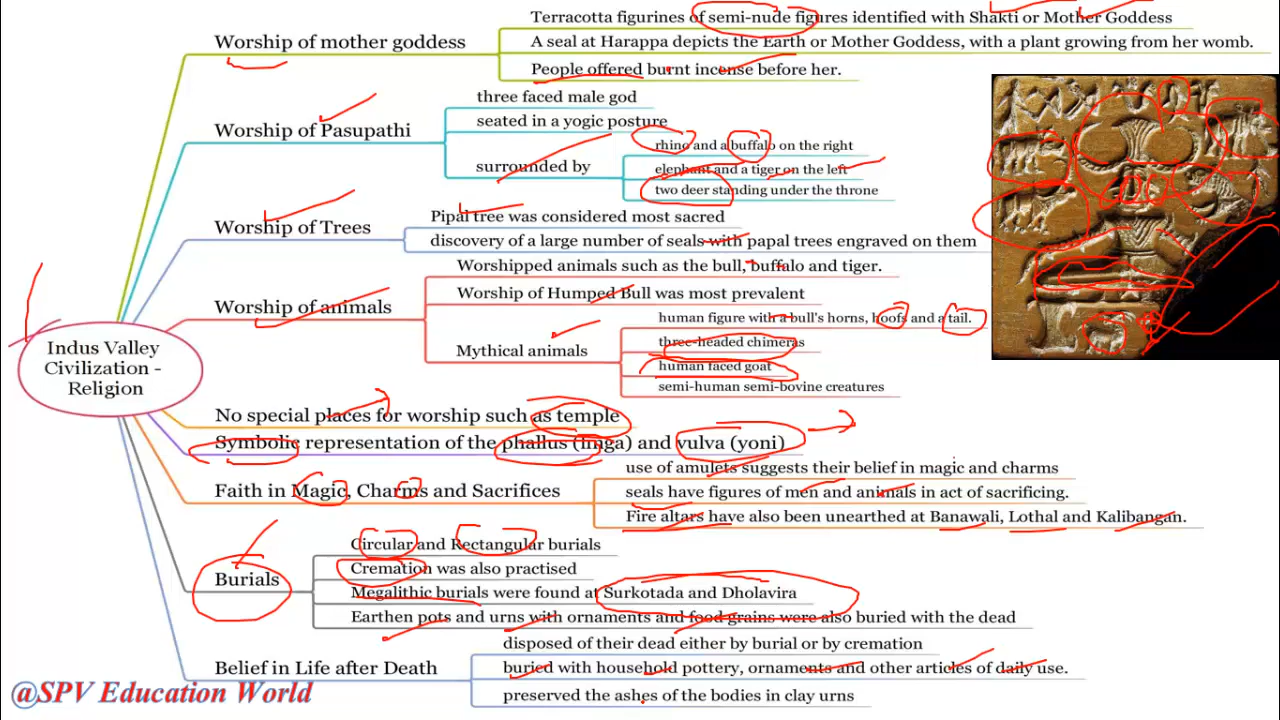 Terracotta figurines of semi-nude figures identified with Shakti or Mother Goddess
Worship of mother goddess
A seal at Harappa depicts the Earth or Mother Goddess, with a plant growing from her womb.
People offered burnt incense before her.
three faced male god
Worship of Pasupathi
seated in a yogic posture
surrounded by
rhino and a buffalo on the right
elephant and a tiger on the left
two deer standing under the throne
Worship of Trees
Pipal tree was considered most sacred
discovery of a large number of seals with papal trees engraved on them
Worship of animals
Worshipped animals such as the bull, buffalo and tiger.
Worship of Humped Bull was most prevalent
Mythical animals
human figure with a bull's horns, hoofs and a tail.
three-headed chimeras
human faced goat
semi-human semi-bovine creatures
Indus Valley
Civilization -
Religion
No special places for worship such as temple
Symbolic representation of the phallus (linga) and vulva (yoni)
Faith in Magic, Charms and Sacrifices
use of amulets suggests their belief in magic and charms
seals have figures of men and animals in act of sacrificing.
Fire altars have also been unearthed at Banawali, Lothal and Kalibangan.
Burials
Circular and Rectangular burials
Cremation was also practised
Megalithic burials were found at Surkotada and Dholavira
Earthen pots and urns with ornaments and food grains were also buried with the dead
Belief in Life after Death
disposed of their dead either by burial or by cremation
buried with household pottery, ornaments and other articles of daily use.
preserved the ashes of the bodies in clay urns
@SPV Education World